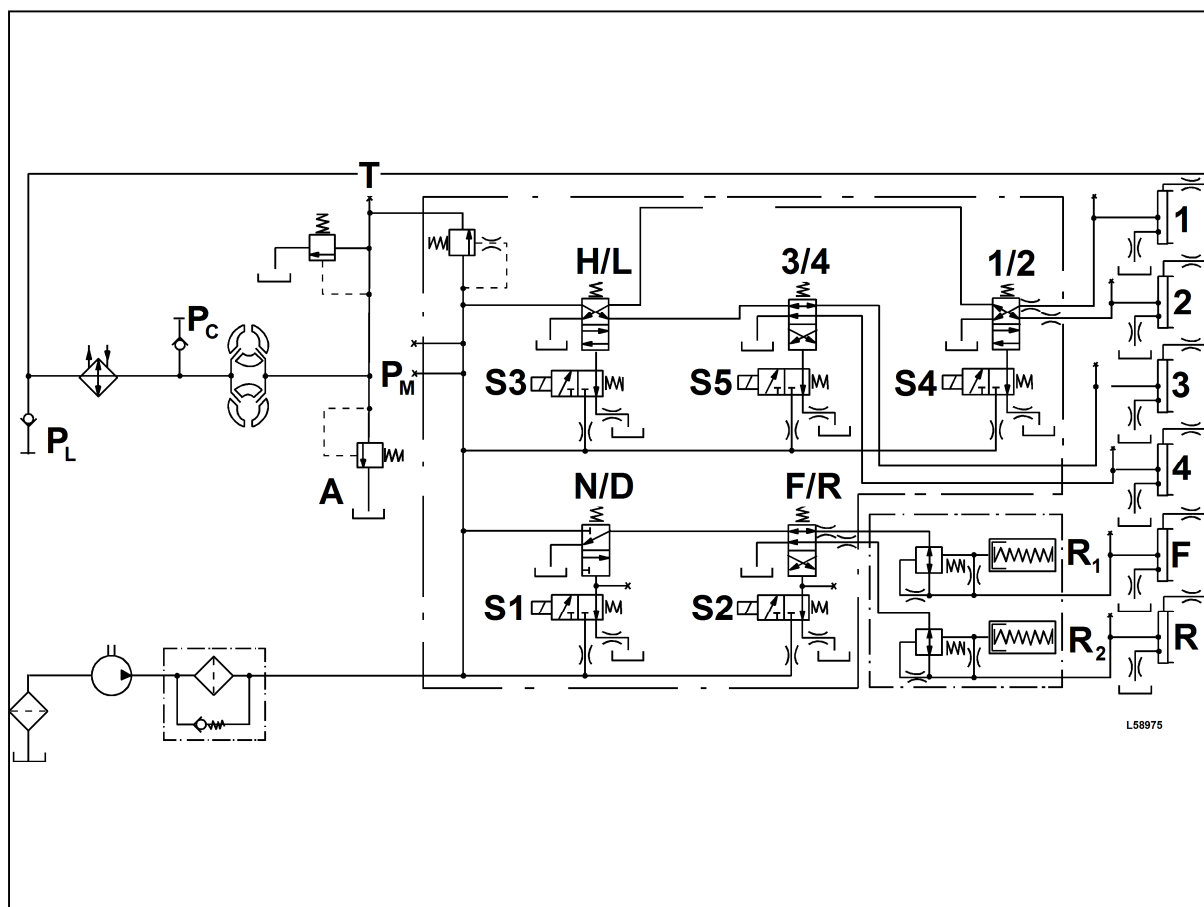 T
1
H/L
3/4
1/2
2
P_C
3
S3
P_M
S5
S4
P_L
4
A
N/D
F/R
F
R_1
S1
S2
R_2
R
L58975